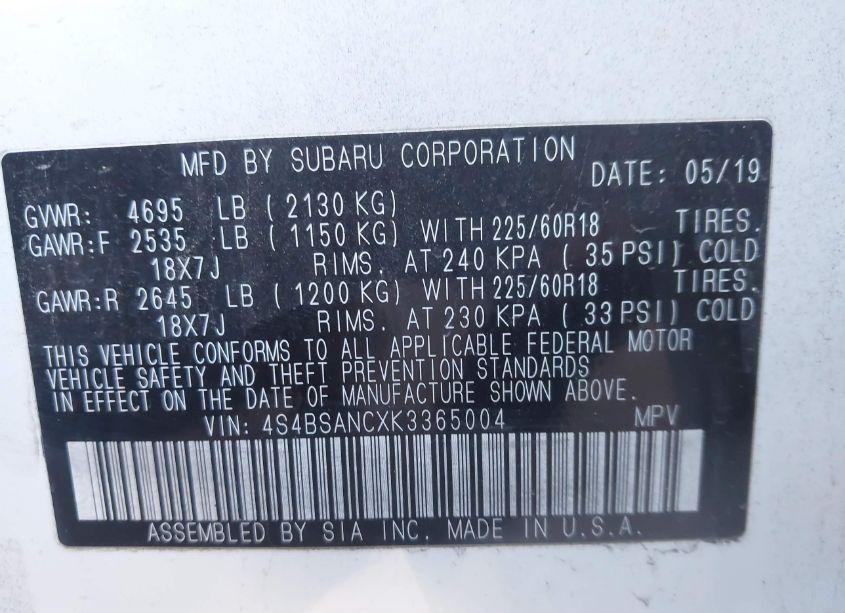 MFD BY SUBARU CORPORATION DATE: 05/19
GVWR: 4695 LB ( 2130 KG)
GAWR:F 2535 LB ( 1150 KG) WITH 225/60R18 TIRES.
18X7J RIMS. AT 240 KPA ( 35 PSI) COLD
GAWR:R 2645 LB ( 1200 KG) WITH 225/60R18 TIRES.
18X7J RIMS. AT 230 KPA ( 33 PSI) COLD
THIS VEHICLE CONFORMS TO ALL APPLICABLE FEDERAL MOTOR
VEHICLE SAFETY AND THEFT PREVENTION STANDARDS
IN EFFECT ON THE DATE OF MANUFACTURE SHOWN ABOVE.
VIN: 4S4BSANCXK3365004 MPV
ASSEMBLED BY SIA INC. MADE IN U.S.A.